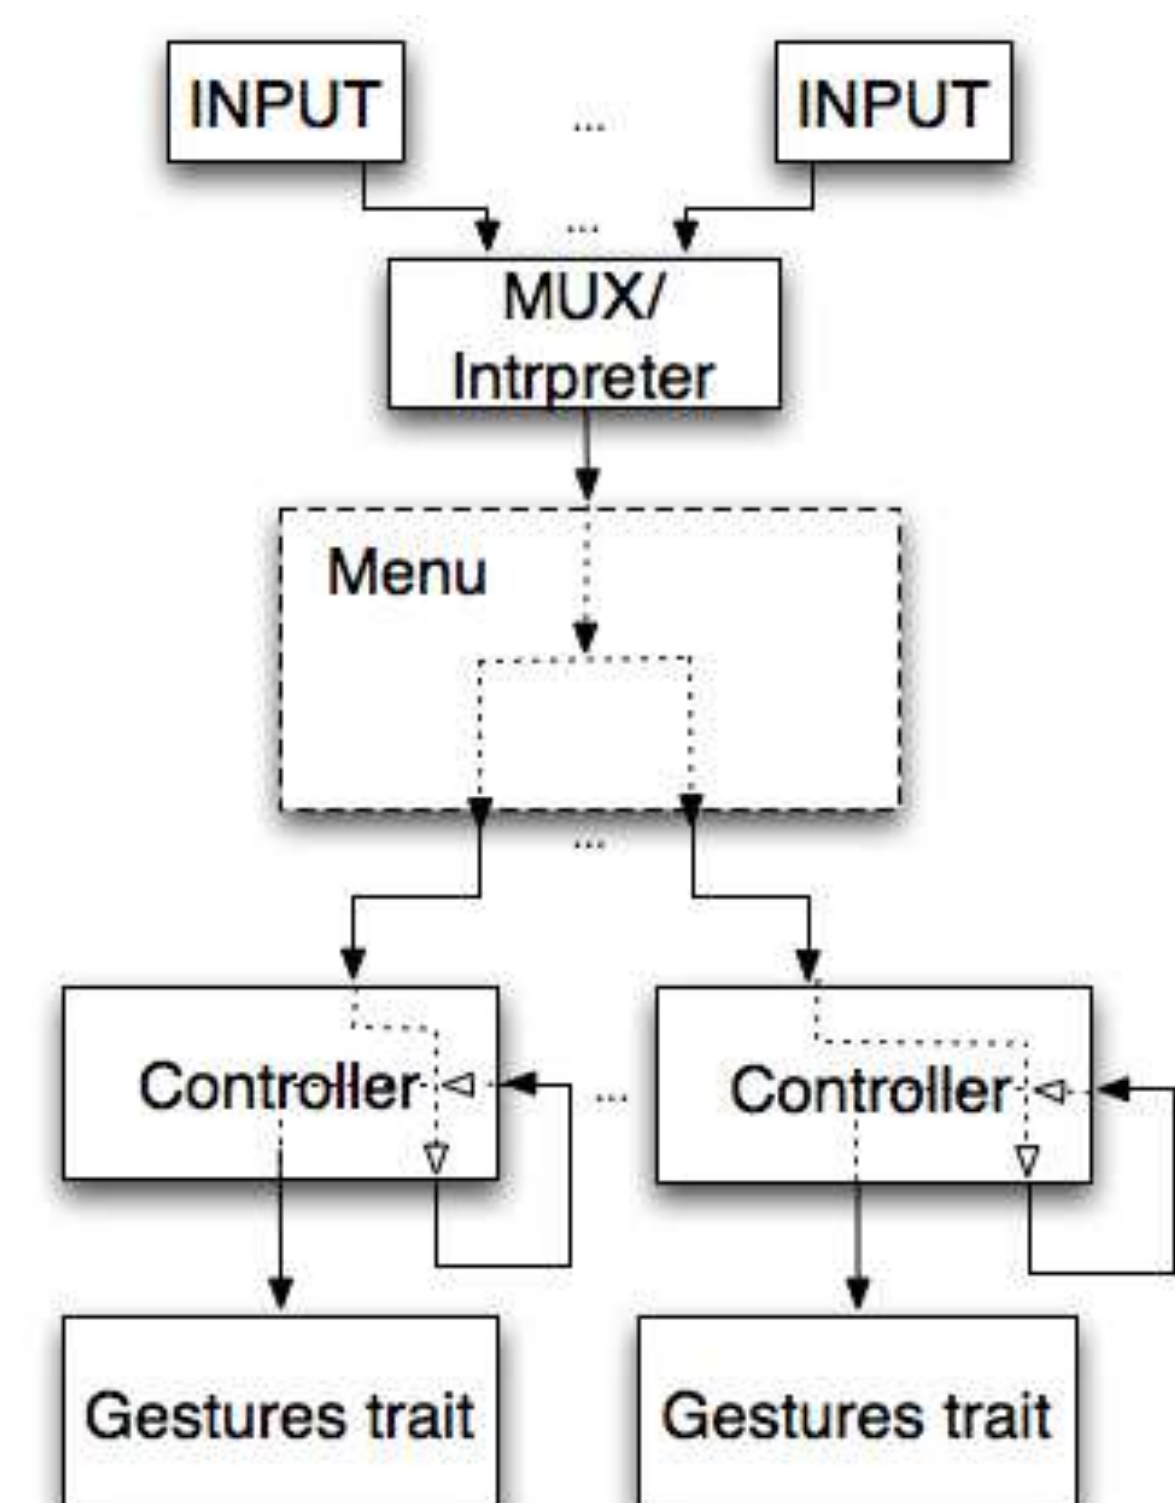 INPUT
...
INPUT
...
MUX/
Intrpreter
Menu
...
Controller
...
Controller
Gestures trait
Gestures trait